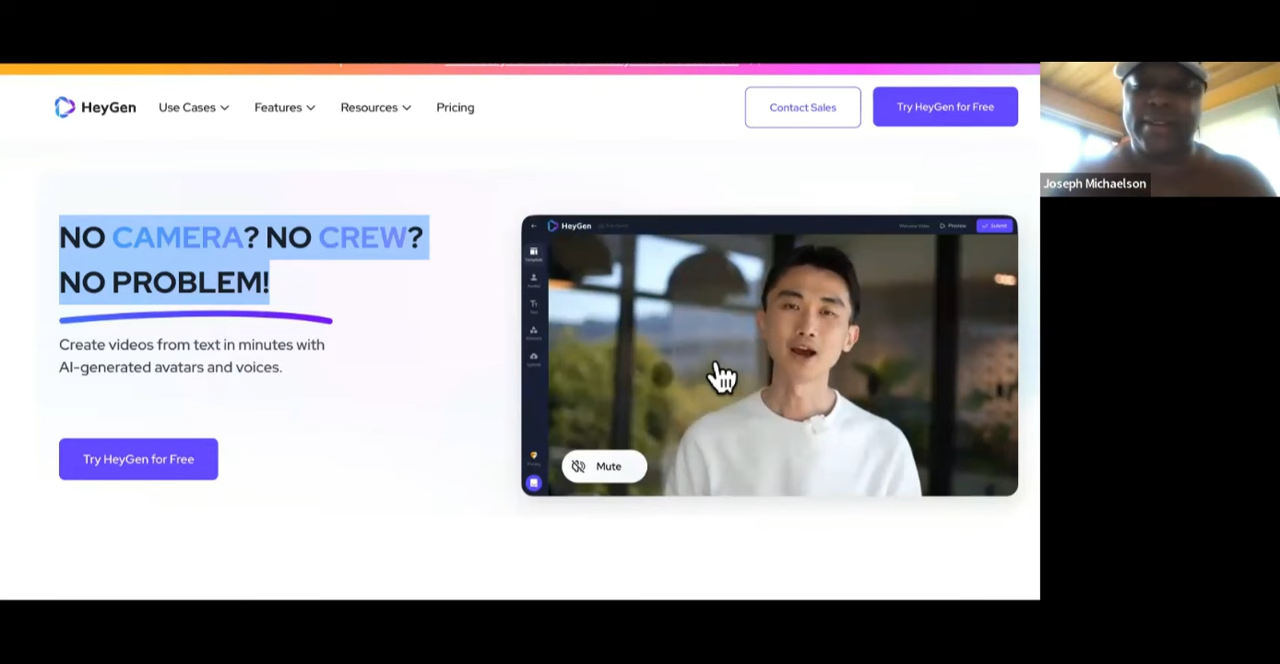 HeyGen
Use Cases
Features
Resources
Pricing
Contact Sales
Try HeyGen for Free
Joseph Michaelson
NO CAMERA? NO CREW?
NO PROBLEM!
Create videos from text in minutes with
AI-generated avatars and voices.
Try HeyGen for Free
HeyGen
Preview
Submit
Mute